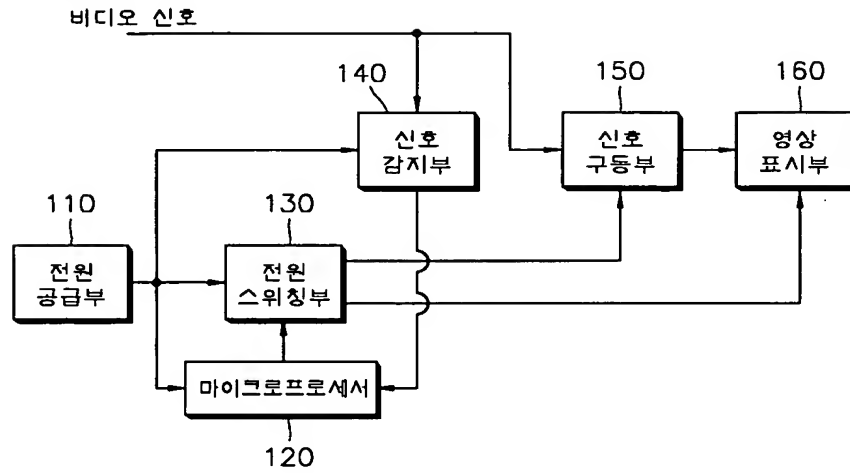 비디오 신호
140
150
160
신호
감지부
신호
구동부
영상
표시부
110
130
전원
공급부
전원
스위칭부
마이크로프로세서
120